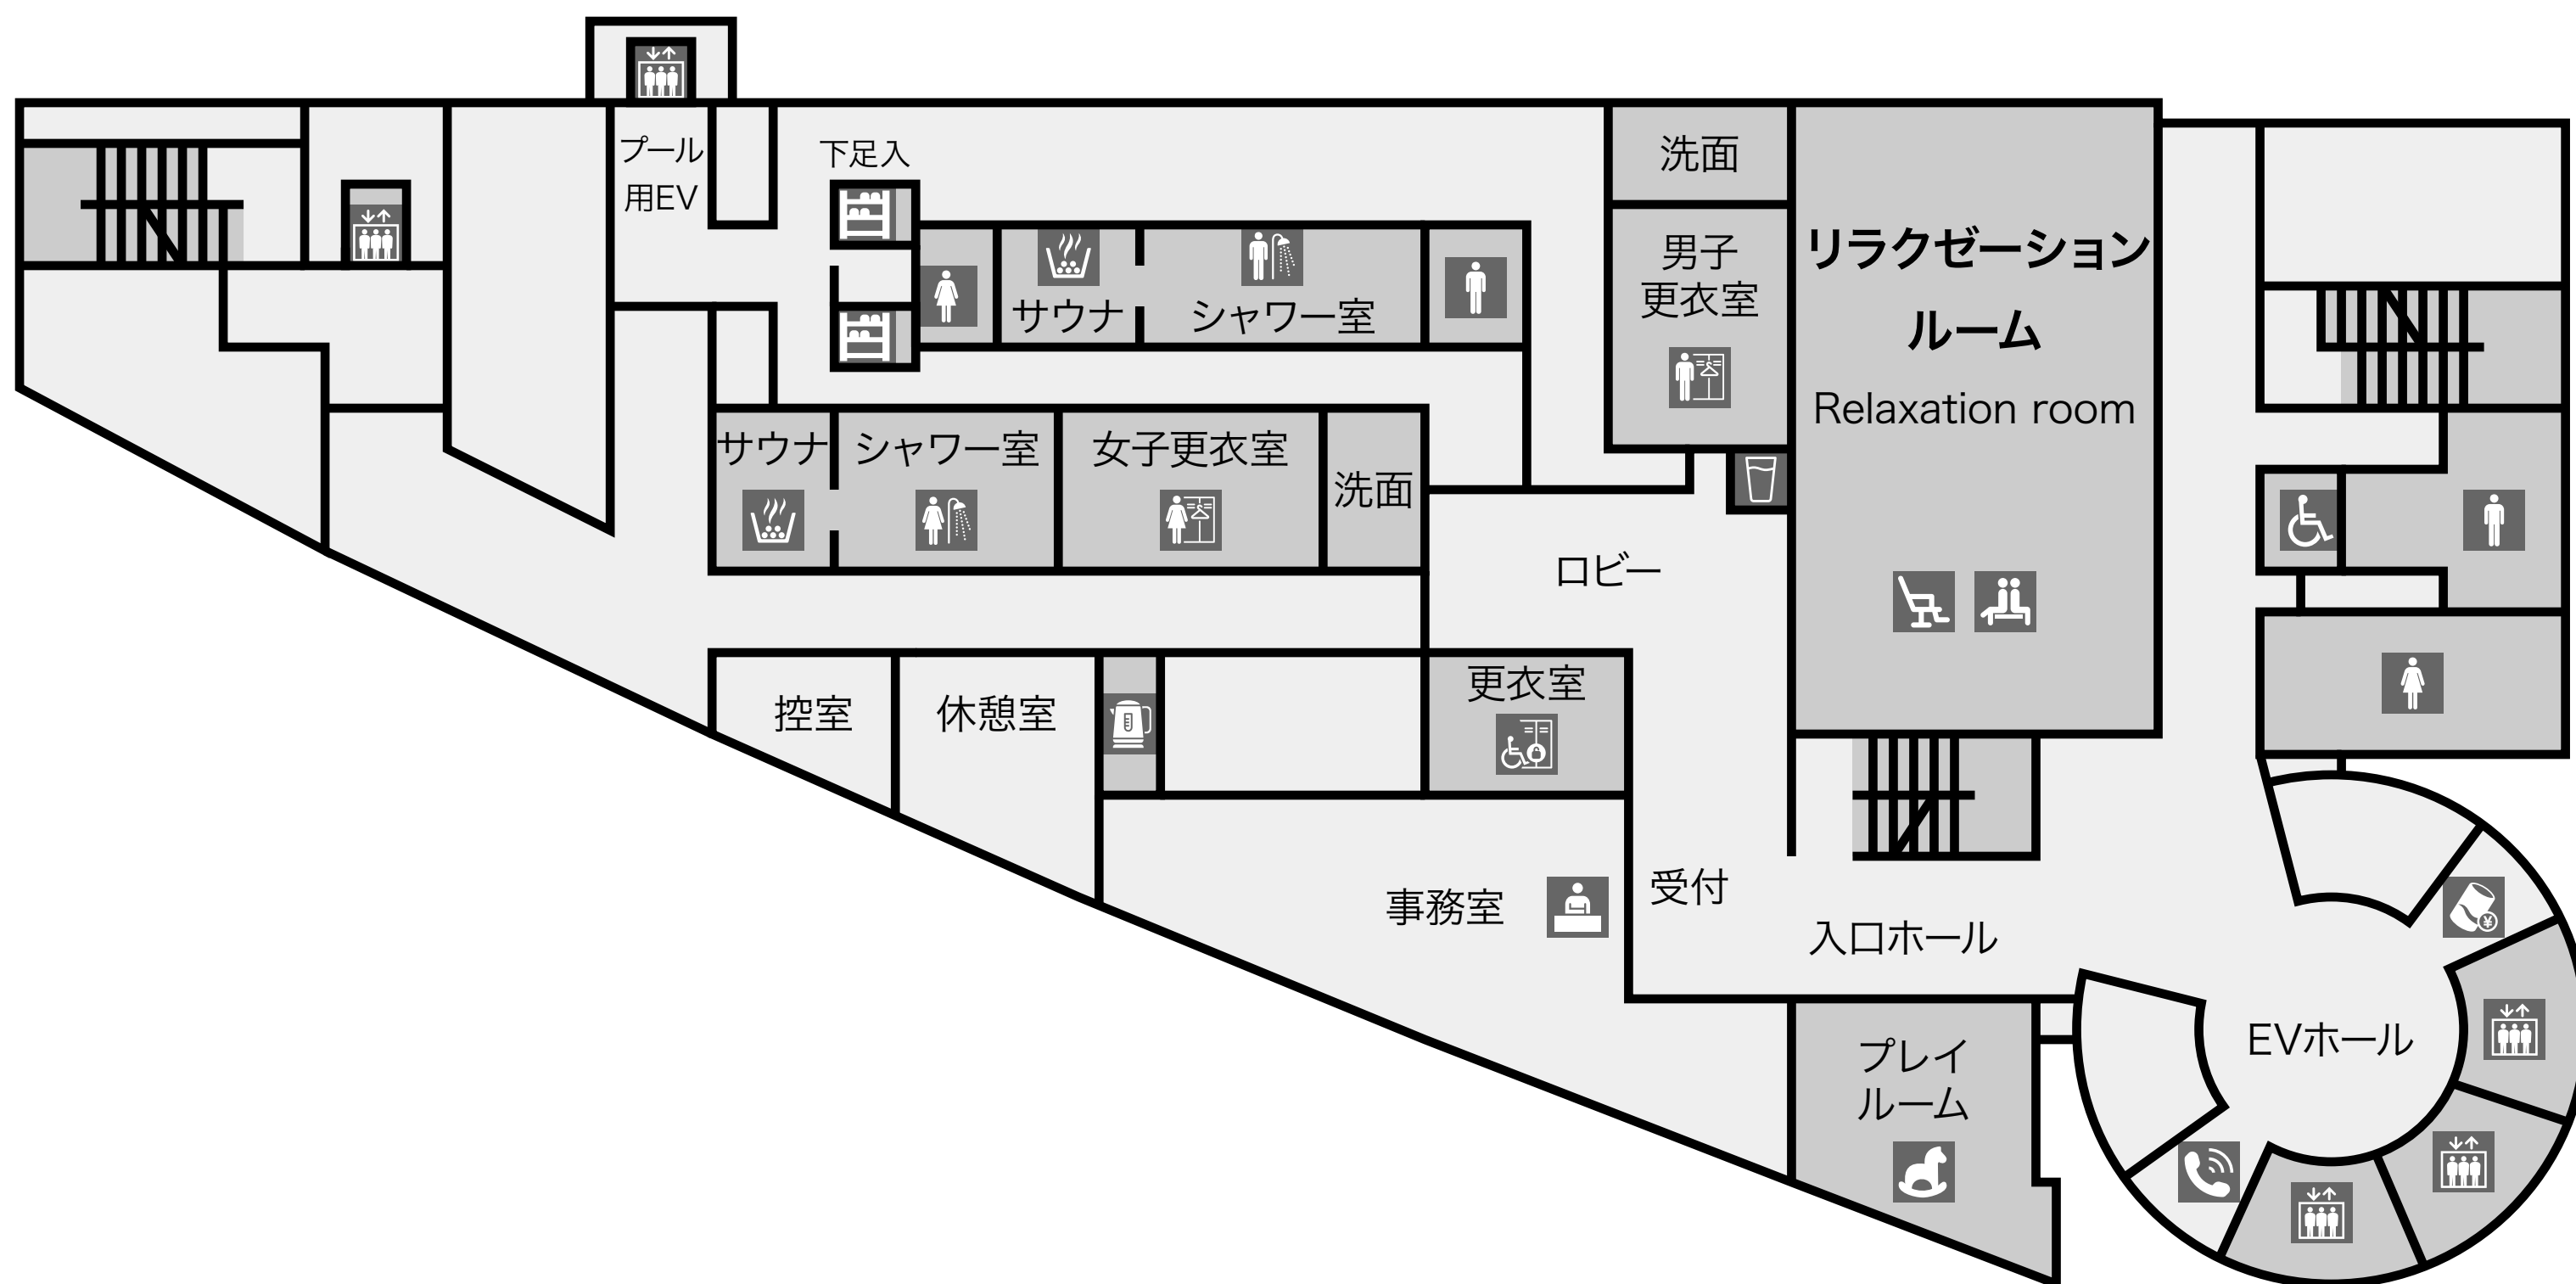 プール
用EV
下足入
サウナ
シャワー室
洗面
男子
更衣室
リラクゼーション
ルーム
Relaxation room
サウナ
シャワー室
女子更衣室
洗面
ロビー
控室
休憩室
更衣室
事務室
受付
入口ホール
EVホール
プレイ
ルーム
¥